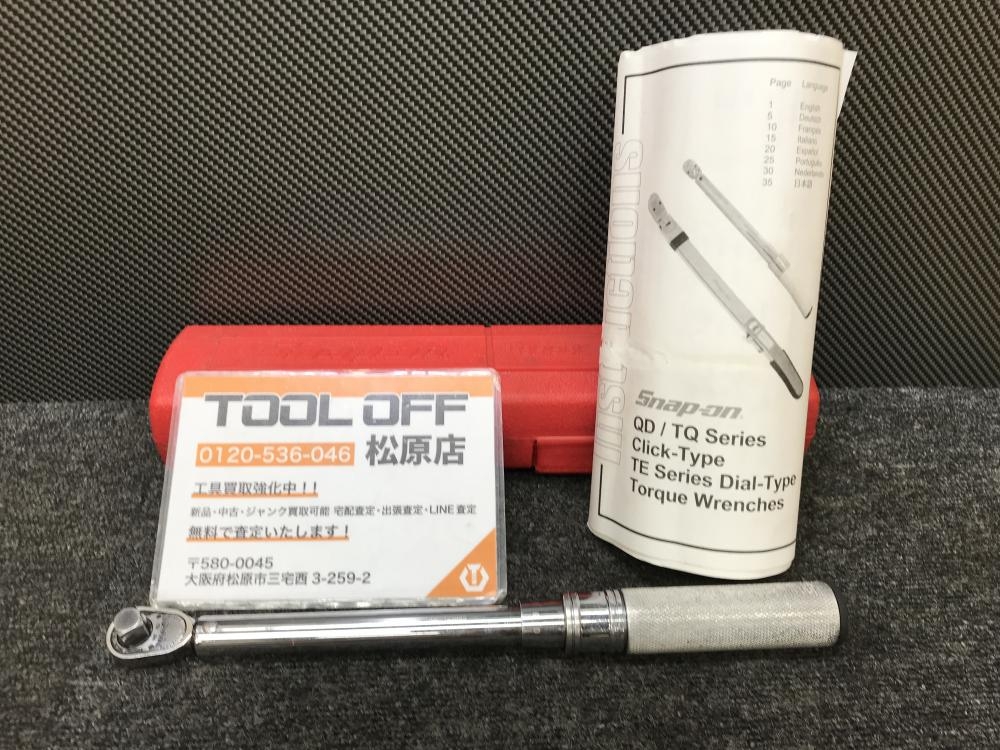 Page Language
1 English
5 Deutsch
10 Français
15 Italiano
20 Español
25 Português
30 Nederlands
35 日本語
Instructions
Snap-on
QD / TQ Series
Click-Type
TE Series Dial-Type
Torque Wrenches
TOOL OFF
0120-536-046 松原店
工具買取強化中！！
新品・中古・ジャンク買取可能 宅配査定・出張査定・LINE査定
無料で査定いたします！
〒580-0045
大阪府松原市三宅西 3-259-2